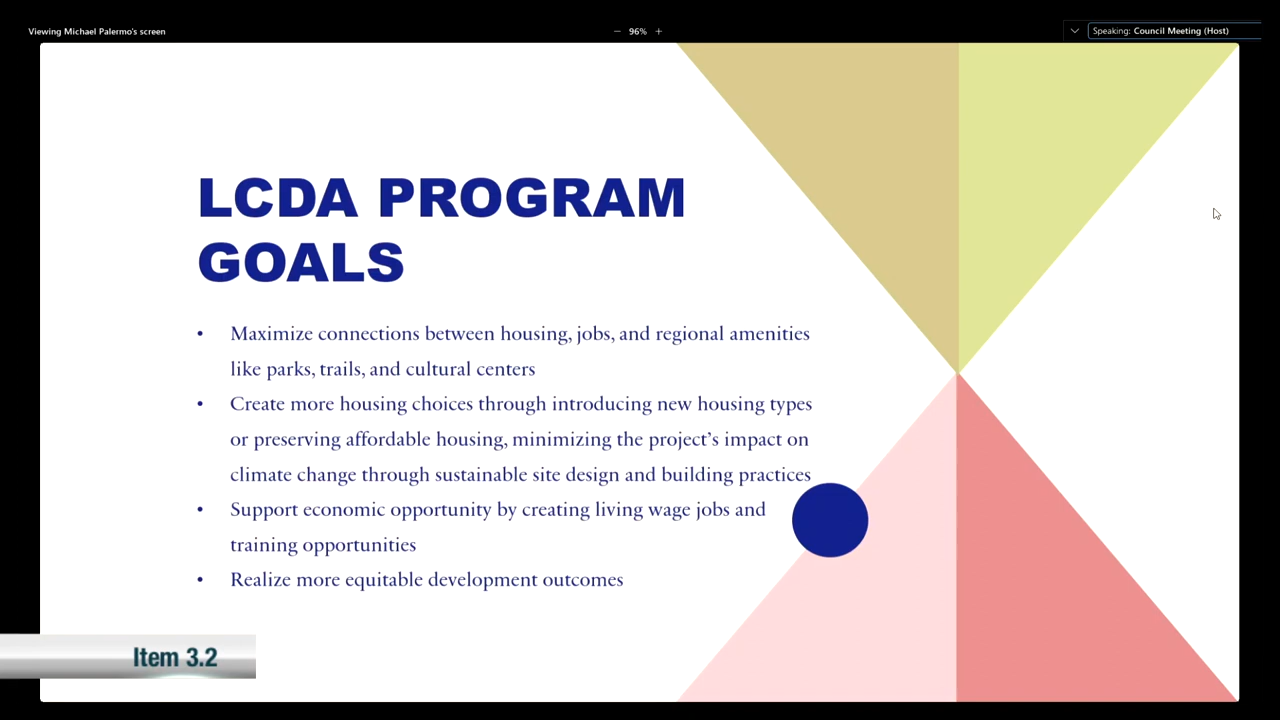 Viewing Michael Palermo's screen
− 96% +
Speaking: Council Meeting (Host)
LCDA PROGRAM
GOALS
• Maximize connections between housing, jobs, and regional amenities
like parks, trails, and cultural centers
• Create more housing choices through introducing new housing types
or preserving affordable housing, minimizing the project’s impact on
climate change through sustainable site design and building practices
• Support economic opportunity by creating living wage jobs and
training opportunities
• Realize more equitable development outcomes
Item 3.2